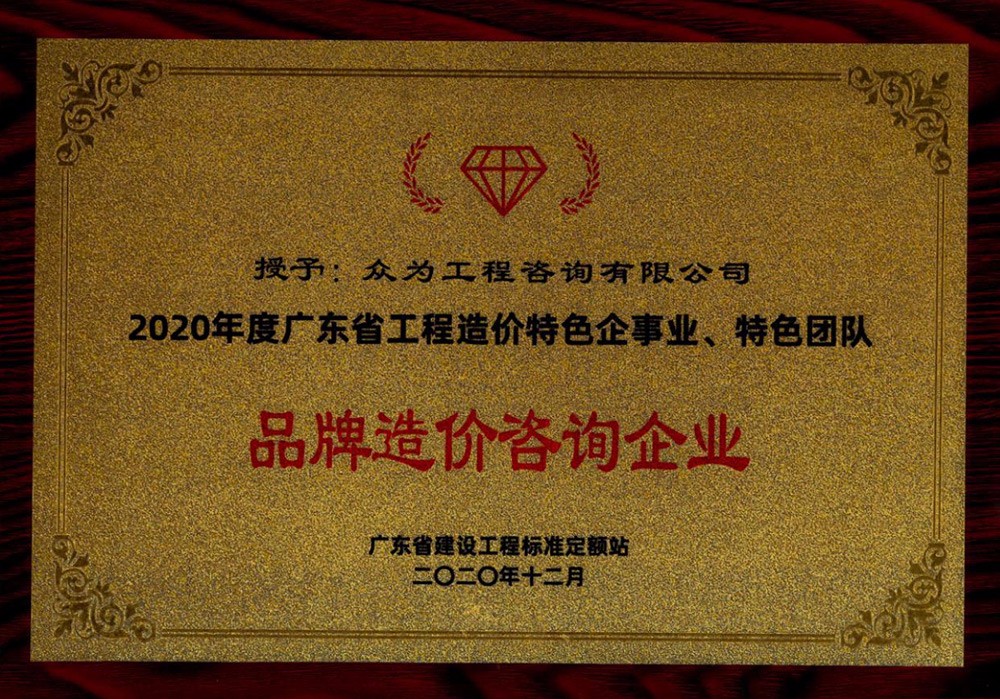 授予：众为工程咨询有限公司
2020年度广东省工程造价特色企事业、特色团队
品牌造价咨询企业
广东省建设工程标准定额站
二〇二〇年十二月